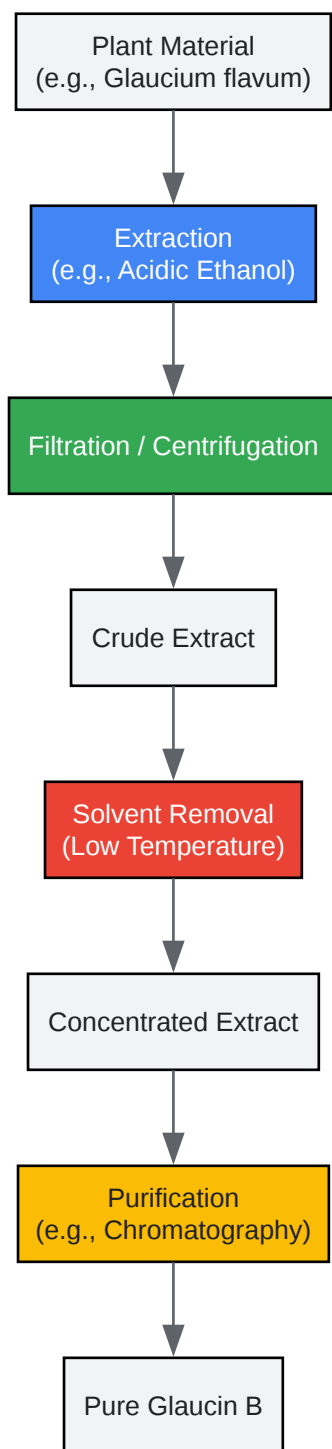 Plant Material
(e.g., Glaucium flavum)
Extraction
(e.g., Acidic Ethanol)
Filtration / Centrifugation
Crude Extract
Solvent Removal
(Low Temperature)
Concentrated Extract
Purification
(e.g., Chromatography)
Pure Glaucin B